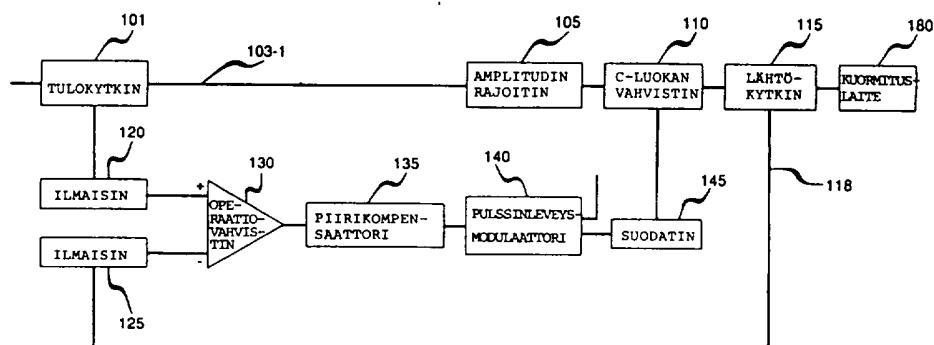 101
103-1
105
110
115
180
TULOKYTKIN
AMPLITUDIN
RAJOITIN
C-LUOKAN
VAHVISTIN
LÄHTÖ-
KYTKIN
KUORMITUS-
LAITE
120
130
135
140
145
118
ILMAISIN
+
OPE-
RAATIO-
VAHVIS-
TIN
-
PIIRIKOMPEN-
SAATTORI
PULSSINLEVEYS-
MODULAATTORI
SUODATIN
ILMAISIN
125